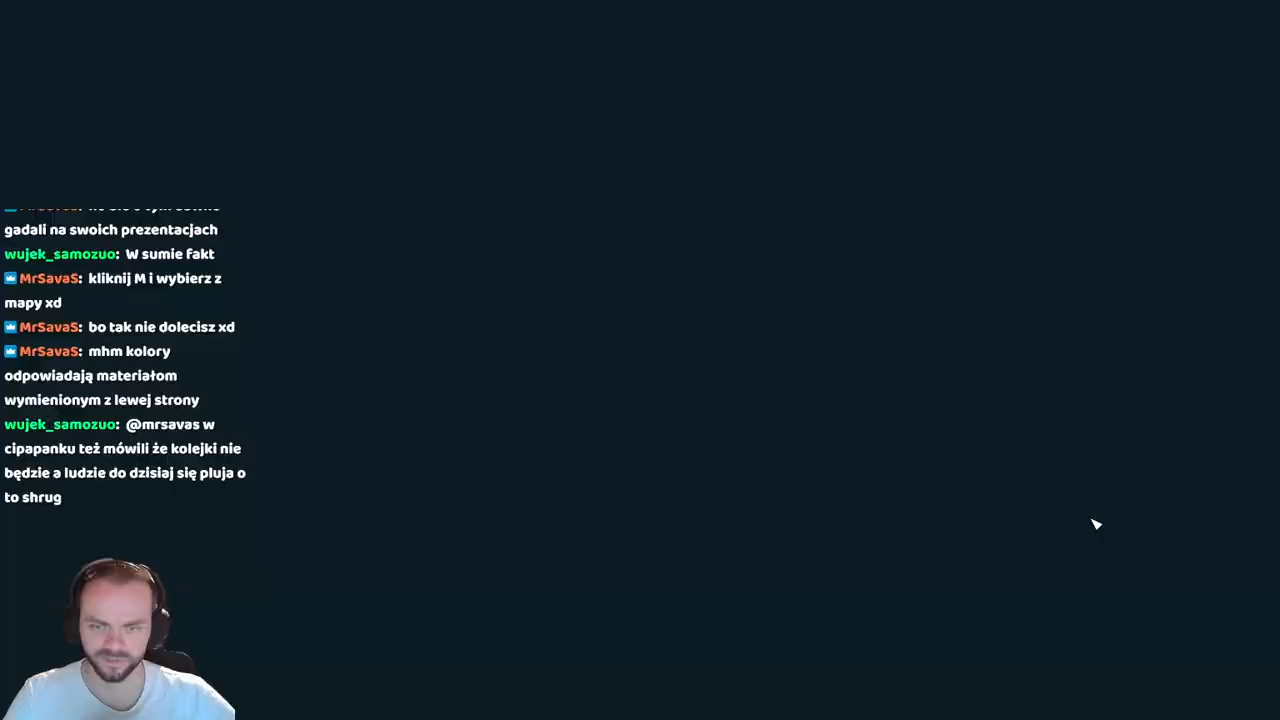 gadali na swoich prezentacjach
wujek_samozuo: W sumie fakt
MrSavaS: kliknij M i wybierz z
mapy xd
MrSavaS: bo tak nie dolecisz xd
MrSavaS: mhm kolory
odpowiadają materiałom
wymienionym z lewej strony
wujek_samozuo: @mrsavas w
cipapanku też mówili że kolejki nie
będzie a ludzie do dzisiaj się pluja o
to shrug